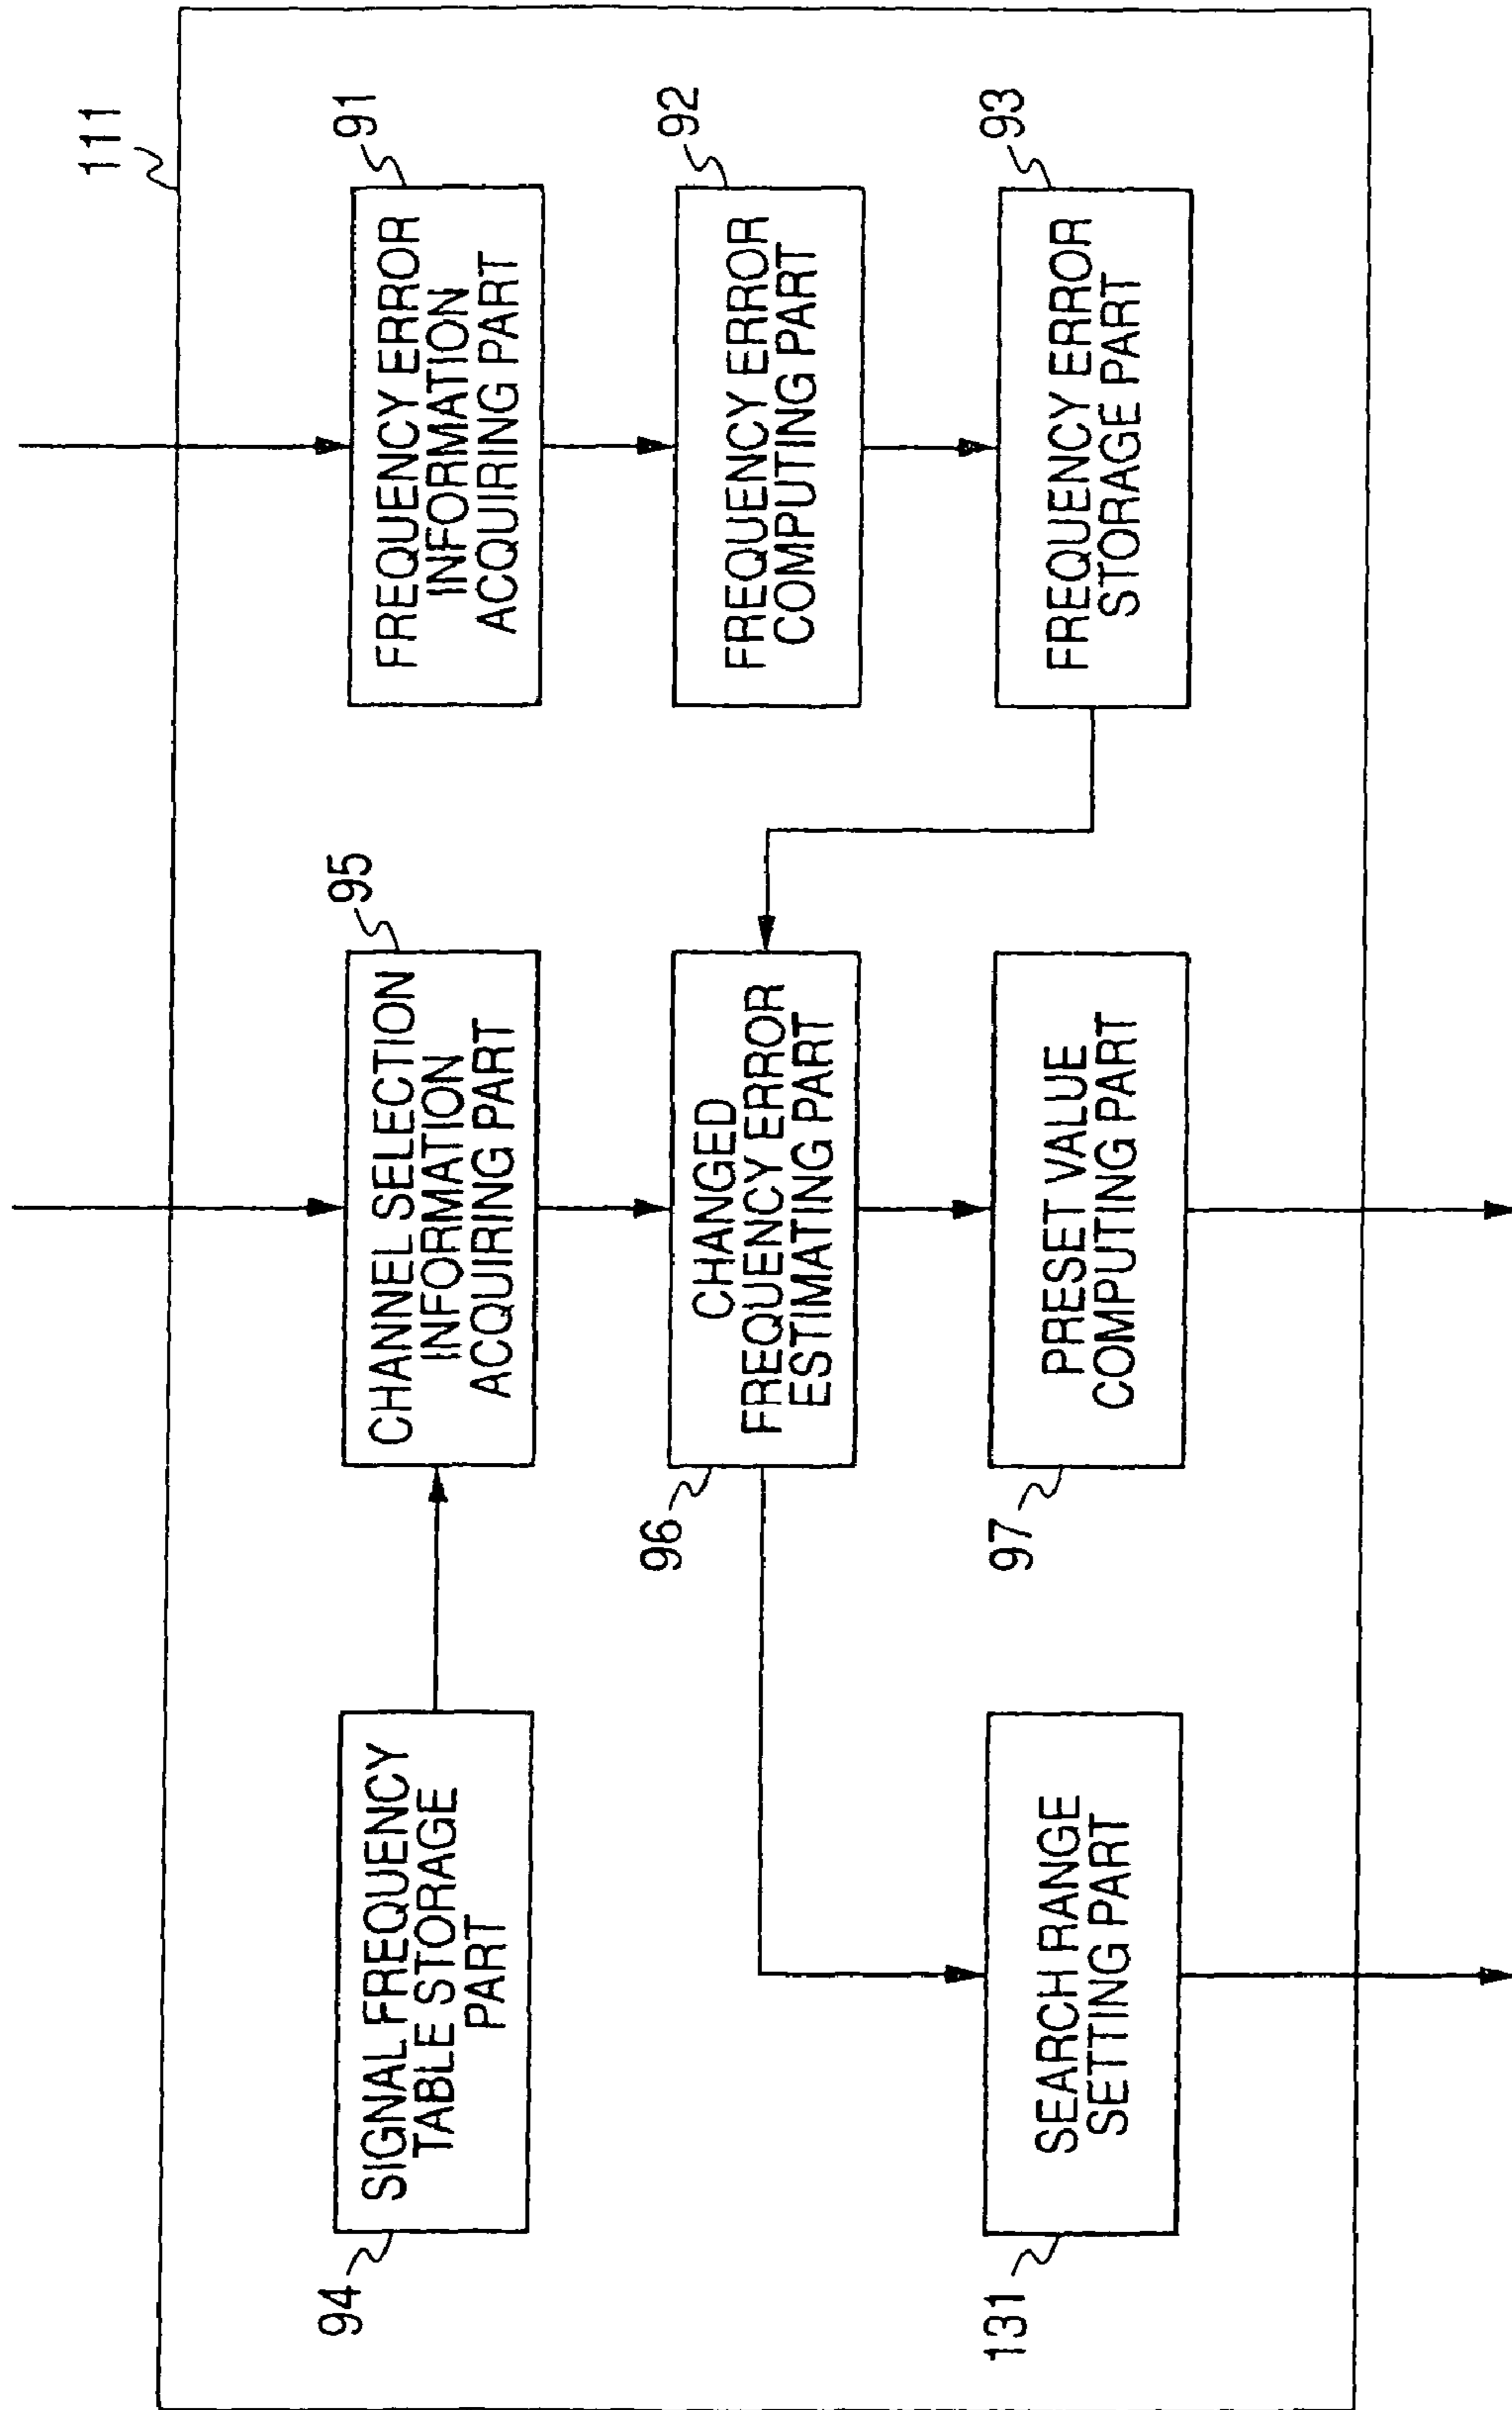 111
91
FREQUENCY ERROR
INFORMATION
ACQUIRING PART
92
FREQUENCY ERROR
COMPUTING PART
93
FREQUENCY ERROR
STORAGE PART
95
CHANNEL SELECTION
INFORMATION
ACQUIRING PART
96
CHANGED
FREQUENCY ERROR
ESTIMATING PART
97
PRESET VALUE
COMPUTING PART
94
SIGNAL FREQUENCY
TABLE STORAGE
PART
131
SEARCH RANGE
SETTING PART